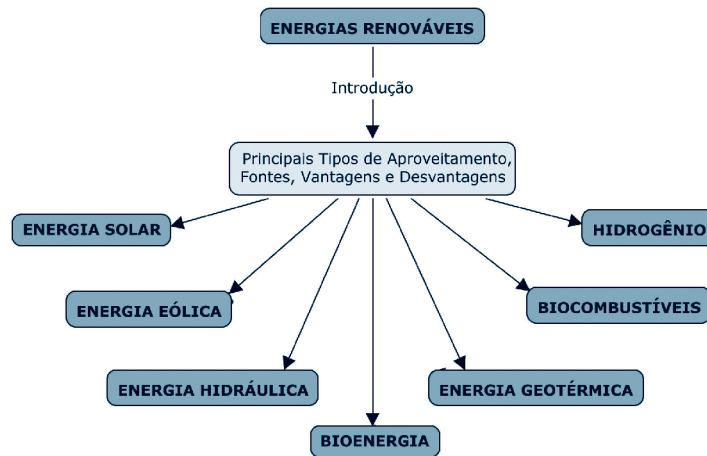 ENERGIAS RENOVÁVEIS
Introdução
Principais Tipos de Aproveitamento,
Fontes, Vantagens e Desvantagens
ENERGIA SOLAR
HIDROGÊNIO
ENERGIA EÓLICA
BIOCOMBUSTÍVEIS
ENERGIA HIDRÁULICA
ENERGIA GEOTÉRMICA
BIOENERGIA